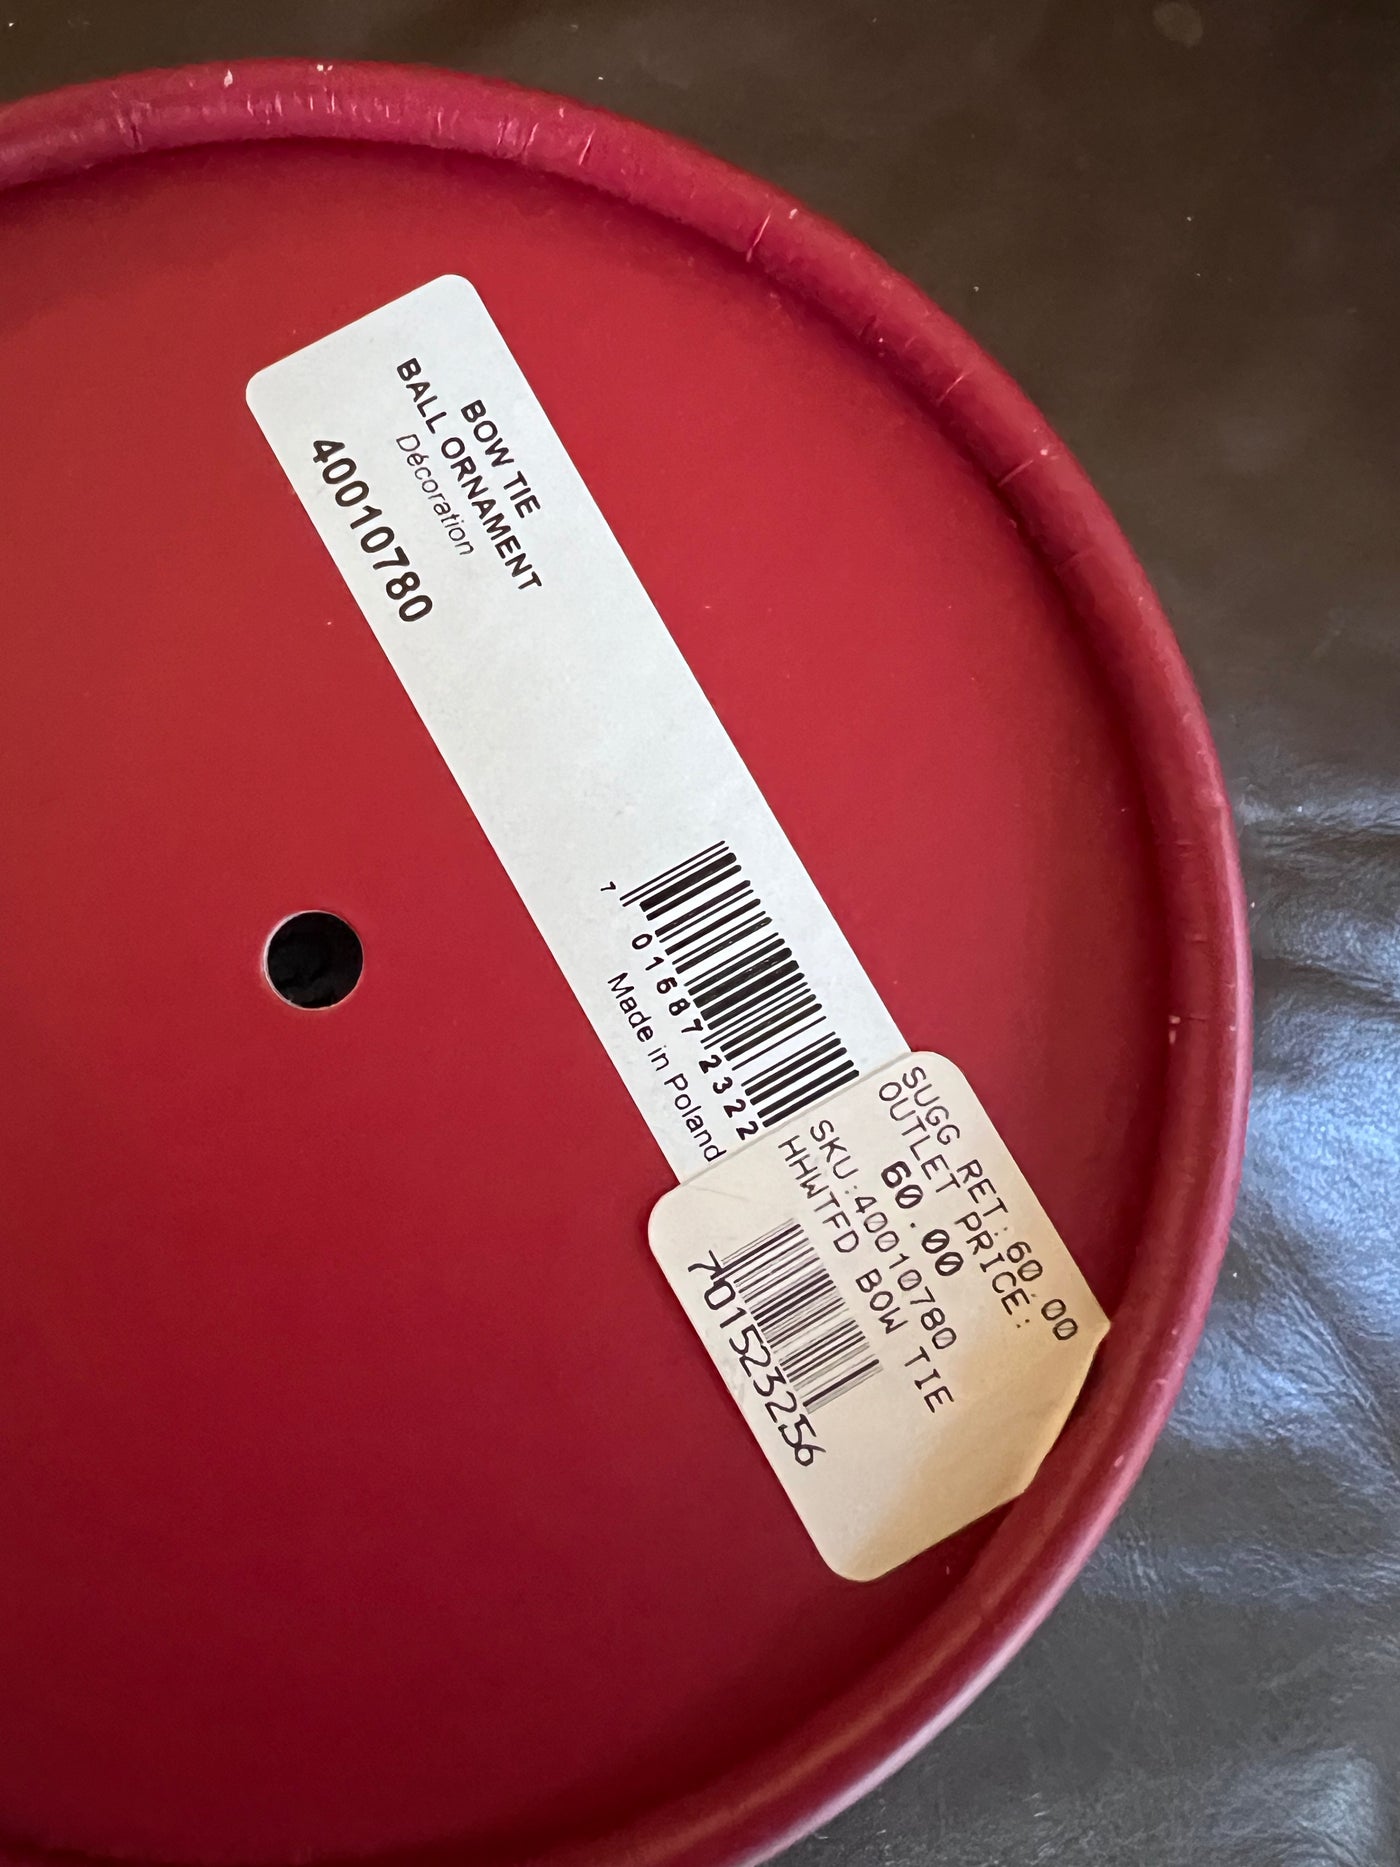 BOW TIE
BALL ORNAMENT
Décoration
40010780
7 01587 2322
Made in Poland
SUGG RET:60.00
OUTLET PRICE:
60.00
SKU:40010780
HHWTFD BOW TIE
701523256